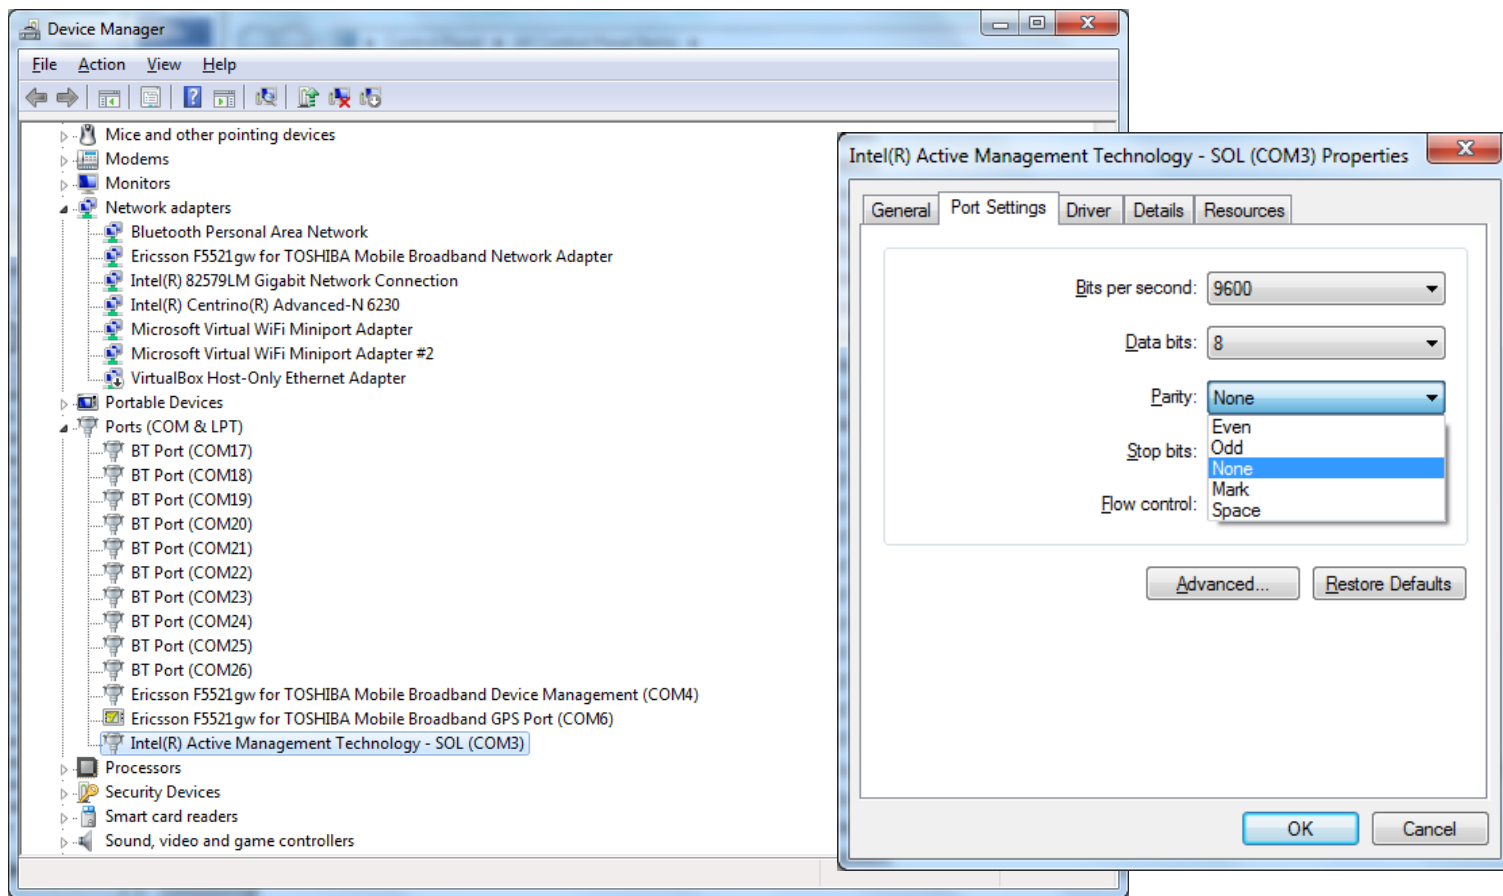 Device Manager
File Action View Help
Mice and other pointing devices
Modems
Monitors
Network adapters
Bluetooth Personal Area Network
Ericsson F5521gw for TOSHIBA Mobile Broadband Network Adapter
Intel(R) 82579LM Gigabit Network Connection
Intel(R) Centrino(R) Advanced-N 6230
Microsoft Virtual WiFi Miniport Adapter
Microsoft Virtual WiFi Miniport Adapter #2
VirtualBox Host-Only Ethernet Adapter
Portable Devices
Ports (COM & LPT)
BT Port (COM17)
BT Port (COM18)
BT Port (COM19)
BT Port (COM20)
BT Port (COM21)
BT Port (COM22)
BT Port (COM23)
BT Port (COM24)
BT Port (COM25)
BT Port (COM26)
Ericsson F5521gw for TOSHIBA Mobile Broadband Device Management (COM4)
Ericsson F5521gw for TOSHIBA Mobile Broadband GPS Port (COM6)
Intel(R) Active Management Technology - SOL (COM3)
Processors
Security Devices
Smart card readers
Sound, video and game controllers
Intel(R) Active Management Technology - SOL (COM3) Properties
General Port Settings Driver Details Resources
Bits per second: 9600
Data bits: 8
Parity: None
Even
Odd
None
Mark
Space
Stop bits:
Flow control:
Advanced... Restore Defaults
OK Cancel